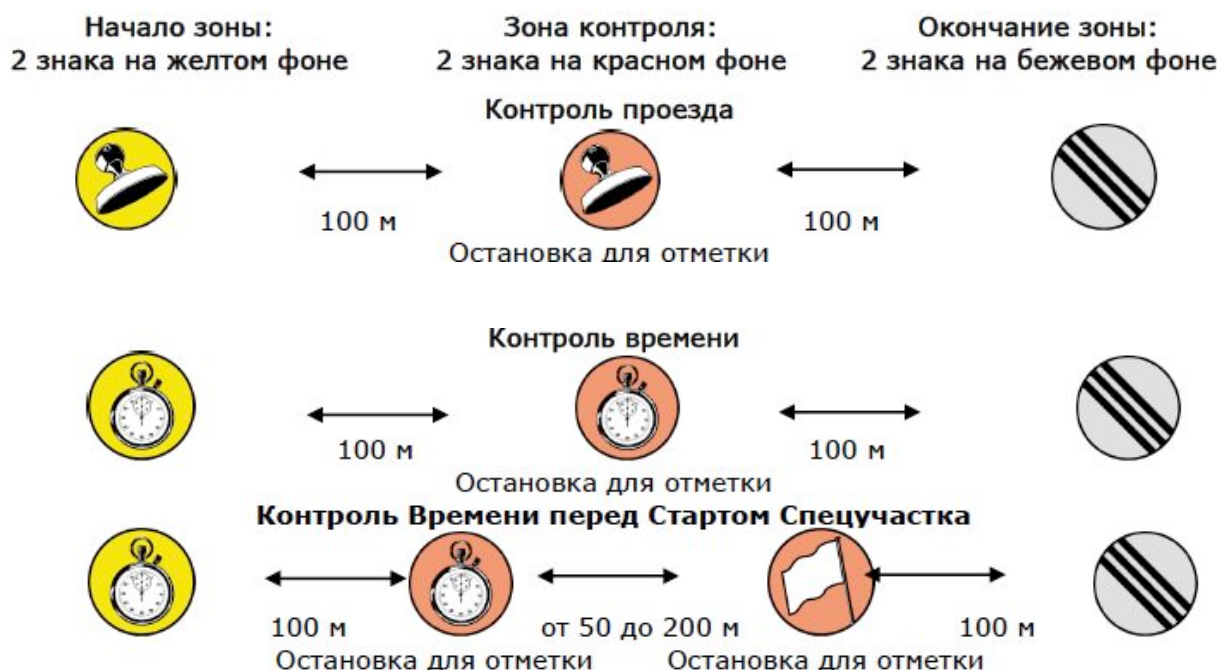 Начало зоны:
2 знака на желтом фоне
Зона контроля:
2 знака на красном фоне
Окончание зоны:
2 знака на бежевом фоне
Контроль проезда
100 м
100 м
Остановка для отметки
Контроль времени
100 м
100 м
Остановка для отметки
Контроль Времени перед Стартом Спецучастка
100 м
от 50 до 200 м
100 м
Остановка для отметки
Остановка для отметки